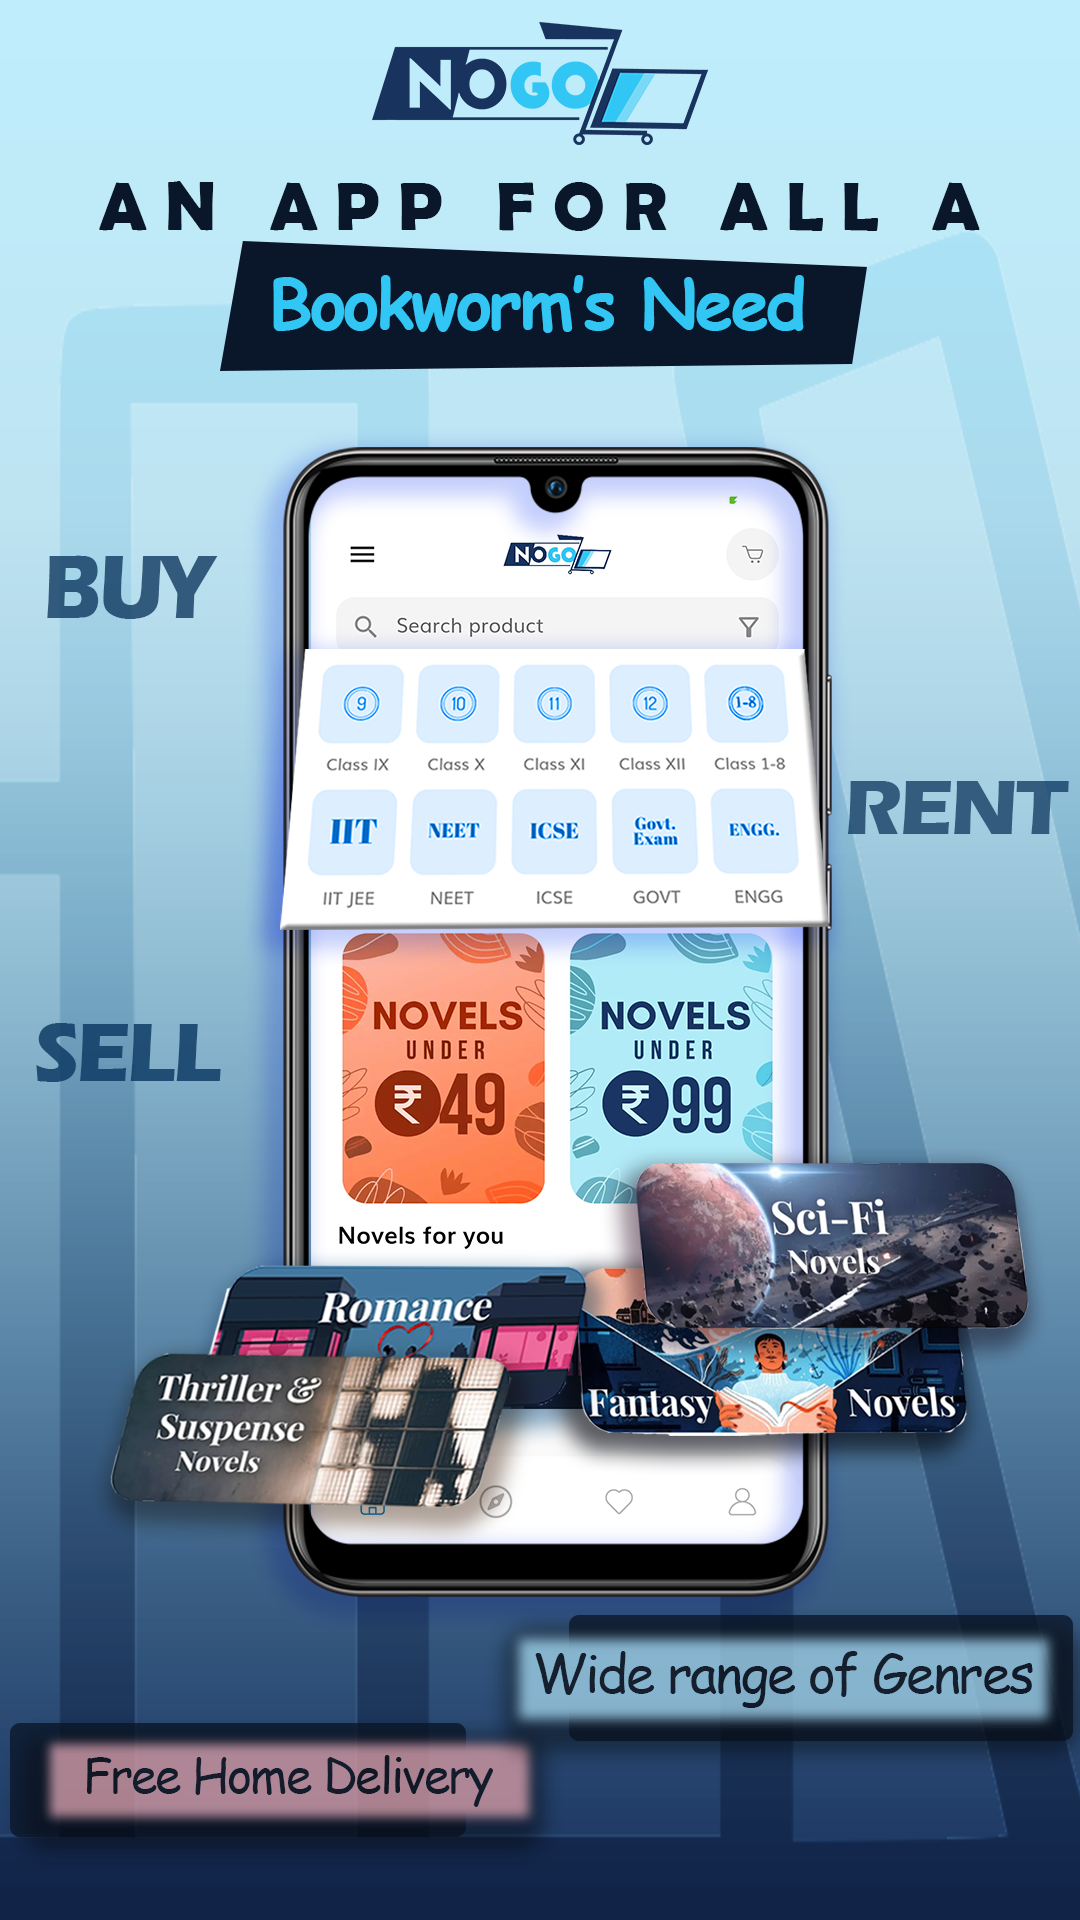 NOGO
AN APP FOR ALL A
Bookworm's Need
BUY
NOGO
Search product
9
10
11
12
1-8
Class IX
Class X
Class XI
Class XII
Class 1-8
RENT
IIT
NEET
ICSE
Govt.
Exam
ENGG.
IIT JEE
NEET
ICSE
GOVT
ENGG
NOVELS
UNDER
₹49
NOVELS
UNDER
₹99
SELL
Novels for you
Sci-Fi
Novels
Romance
Thriller &
Suspense
Novels
Fantasy Novels
Wide range of Genres
Free Home Delivery